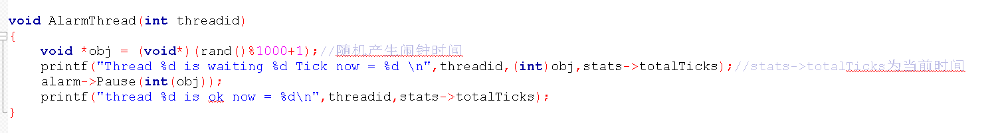 void AlarmThread(int threadid)
{
    void *obj = (void*)(rand()%1000+1);//随机产生闹钟时间
    printf("Thread %d is waiting %d Tick now = %d \n",threadid,(int)obj,stats->totalTicks);//stats->totalTicks为当前时间
    alarm->Pause(int(obj));
    printf("thread %d is ok now = %d\n",threadid,stats->totalTicks);
}